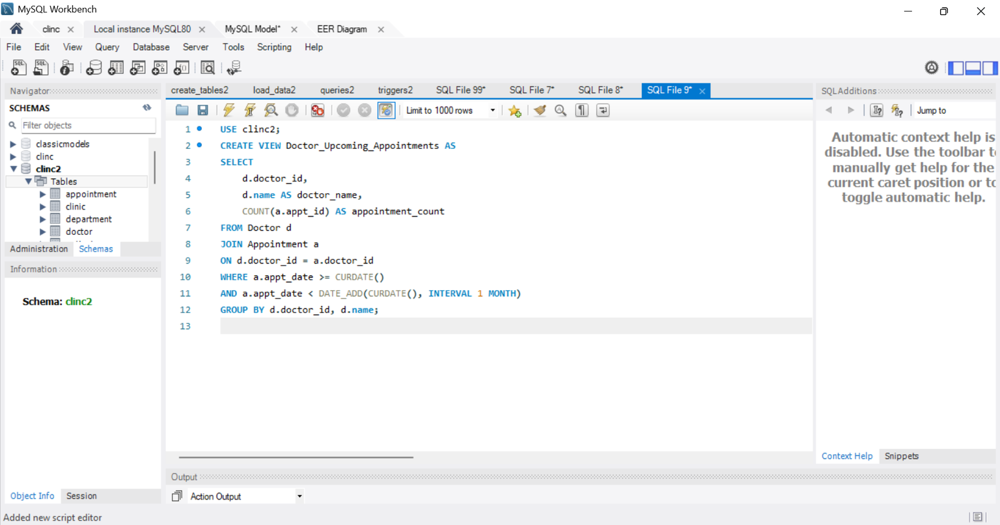 MySQL Workbench
clinc
Local instance MySQL80
MySQL Model*
EER Diagram
File Edit View Query Database Server Tools Scripting Help
Navigator
SCHEMAS
Filter objects
classicmodels
clinc
clinc2
Tables
appointment
clinic
department
doctor
Administration Schemas
Information
Schema: clinc2
Object Info Session
create_tables2 load_data2 queries2 triggers2 SQL File 99* SQL File 7* SQL File 8* SQL File 9*
Limit to 1000 rows
1 USE clinc2;
2 CREATE VIEW Doctor_Upcoming_Appointments AS
3 SELECT
4 d.doctor_id,
5 d.name AS doctor_name,
6 COUNT(a.appt_id) AS appointment_count
7 FROM Doctor d
8 JOIN Appointment a
9 ON d.doctor_id = a.doctor_id
10 WHERE a.appt_date >= CURDATE()
11 AND a.appt_date < DATE_ADD(CURDATE(), INTERVAL 1 MONTH)
12 GROUP BY d.doctor_id, d.name;
13
Output
Action Output
SQLAdditions
Jump to
Automatic context help is
disabled. Use the toolbar t
manually get help for the
current caret position or to
toggle automatic help.
Context Help Snippets
Added new script editor